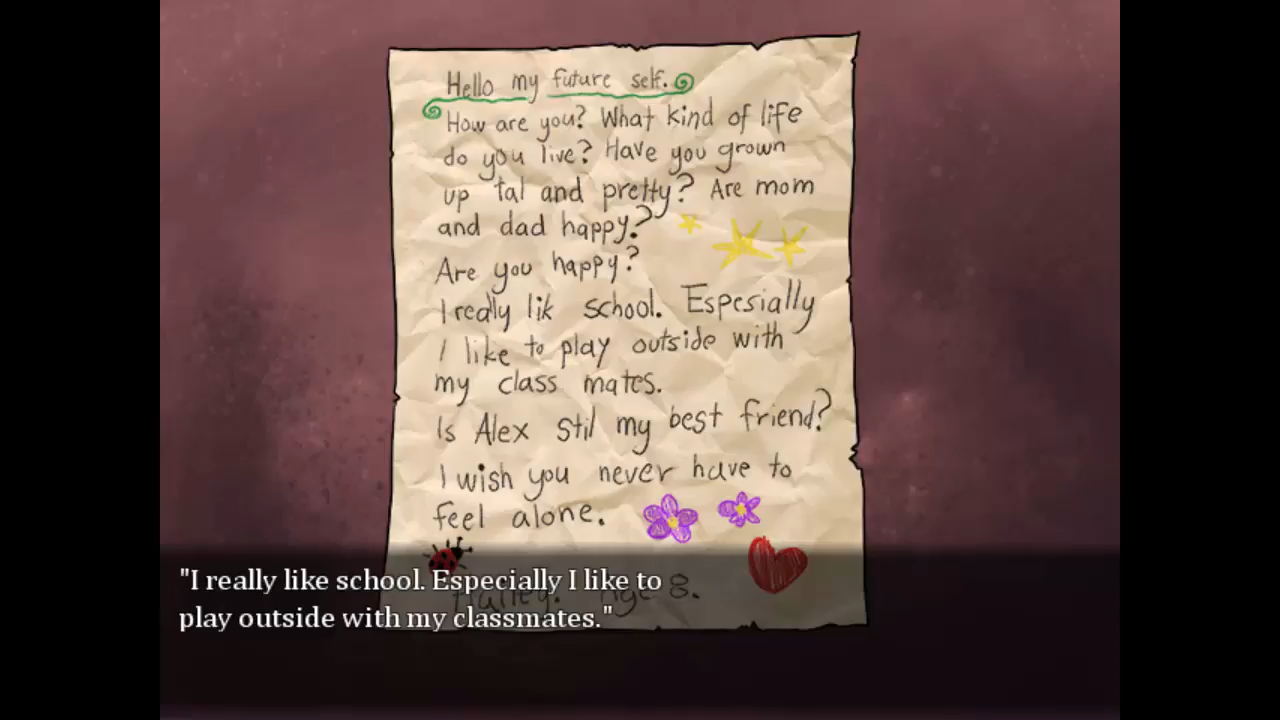 Hello my future self.
How are you? What kind of life
do you live? Have you grown
up tal and pretty? Are mom
and dad happy?
Are you happy?
I really lik school. Espesially
I like to play outside with
my class mates.
Is Alex stil my best friend?
I wish you never have to
feel alone.
Age 8.
"I really like school. Especially I like to
play outside with my classmates."